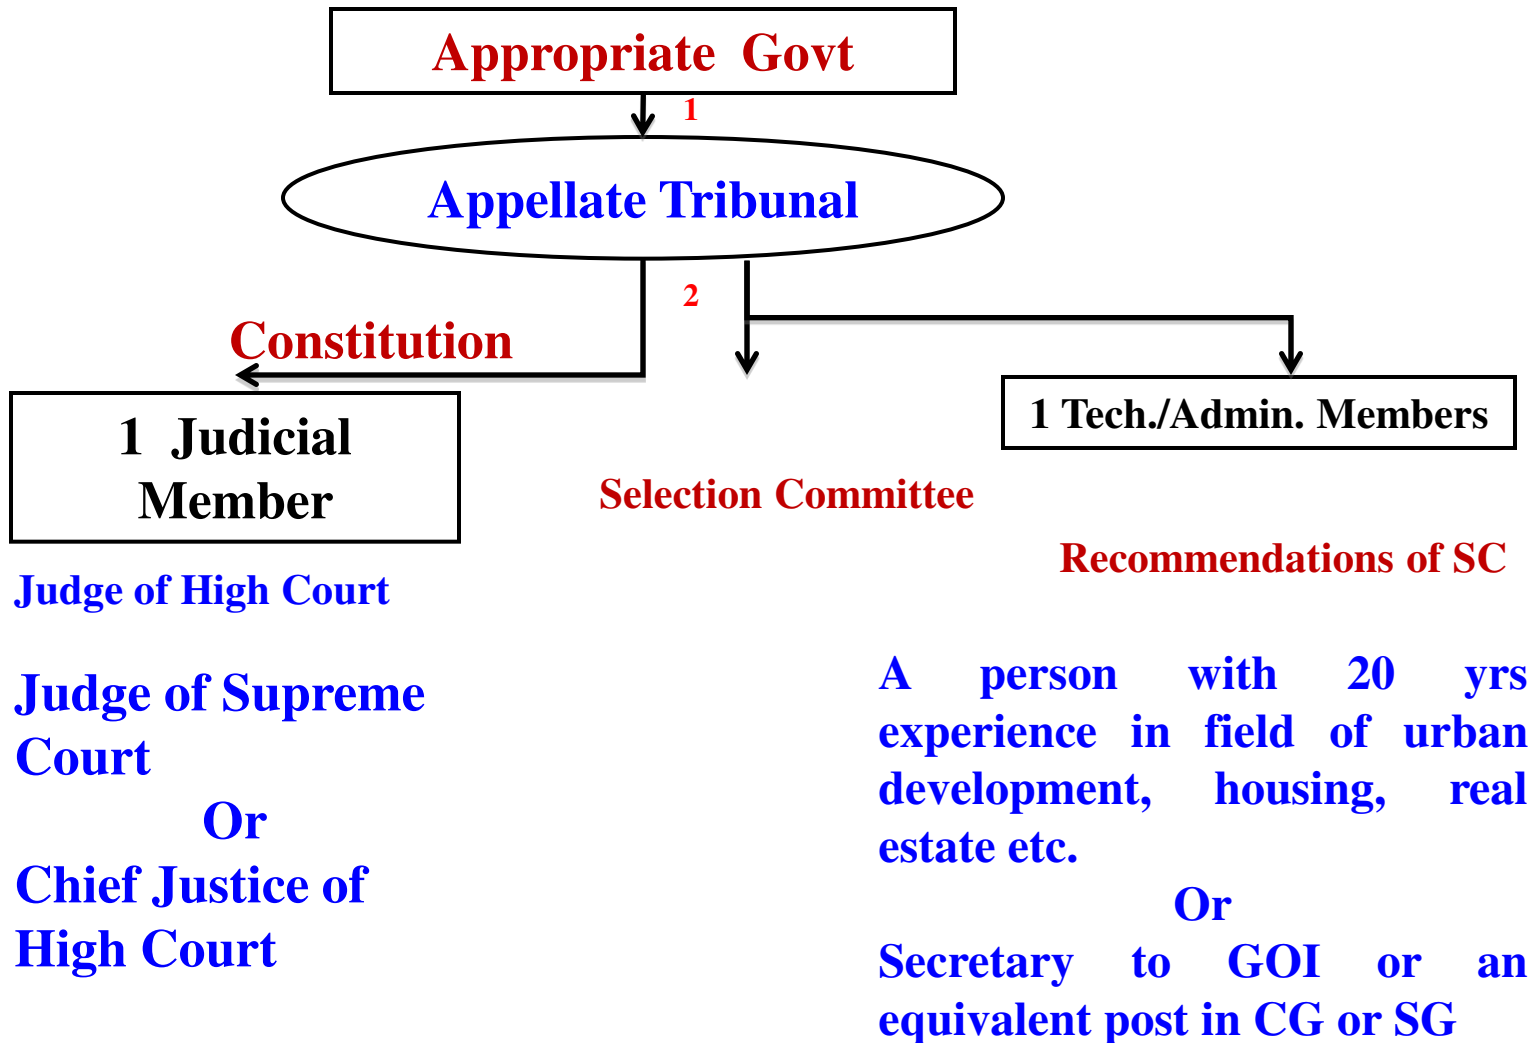 Appropriate Govt
1
Appellate Tribunal
2
Constitution
1 Judicial
Member
1 Tech./Admin. Members
Selection Committee
Recommendations of SC
Judge of High Court
Judge of Supreme
Court
Or
Chief Justice of
High Court
A person with 20 yrs
experience in field of urban
development, housing, real
estate etc.
Or
Secretary to GOI or an
equivalent post in CG or SG